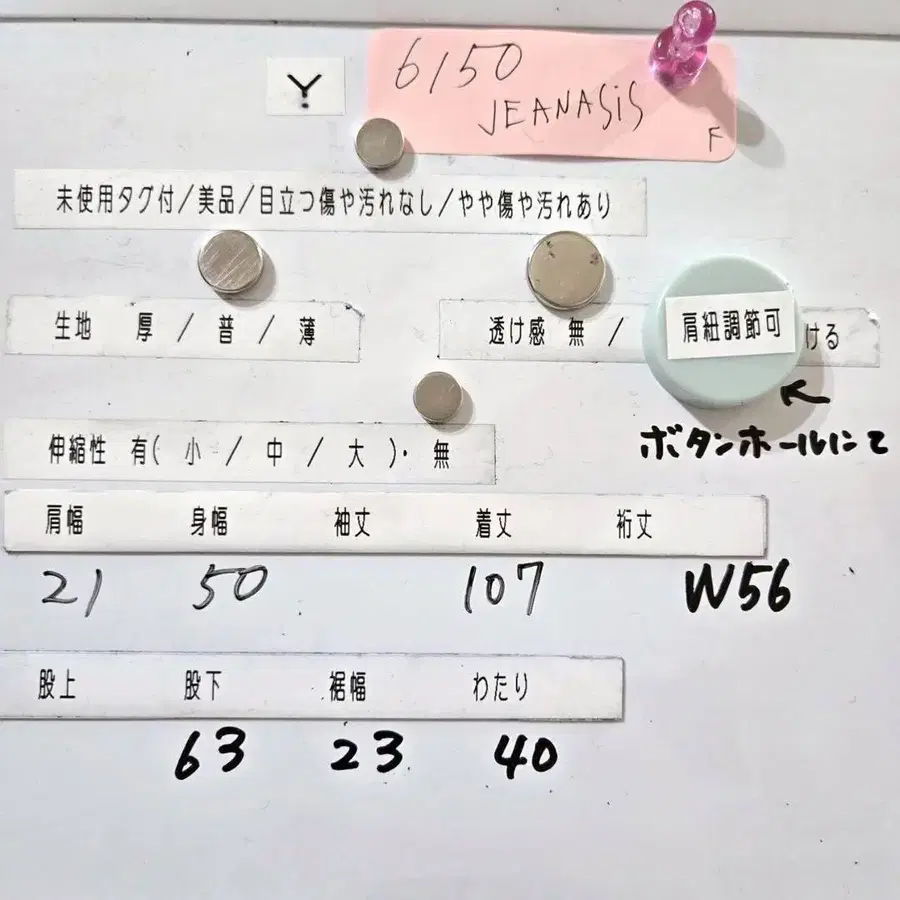 Y
6150
JEANASiS
F
未使用タグ付/美品/目立つ傷や汚れなし/やや傷や汚れあり
生地 厚 / 普 / 薄
透け感 無 /
ける
肩紐調節可
ボタンホールにて
伸縮性 有( 小 / 中 / 大 )・ 無
肩幅 身幅 袖丈 着丈 裄丈
21 50 107 W56
股上 股下 裾幅 わたり
63 23 40